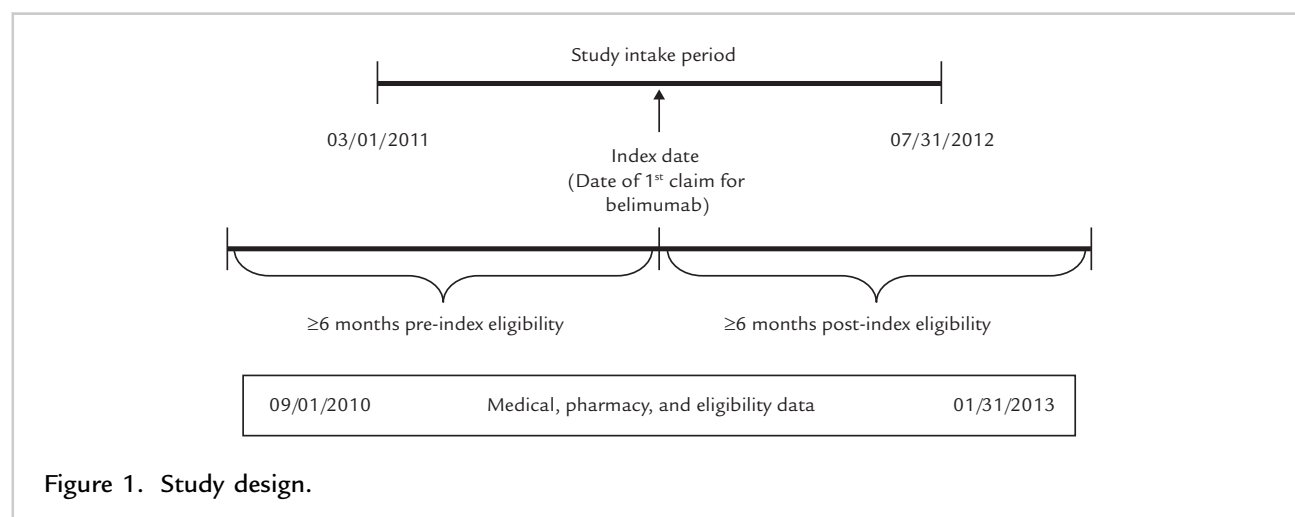 Study intake period
03/01/2011
07/31/2012
Index date
(Date of 1st claim for
belimumab)
≥6 months pre-index eligibility
≥6 months post-index eligibility
09/01/2010
Medical, pharmacy, and eligibility data
01/31/2013
Figure 1. Study design.